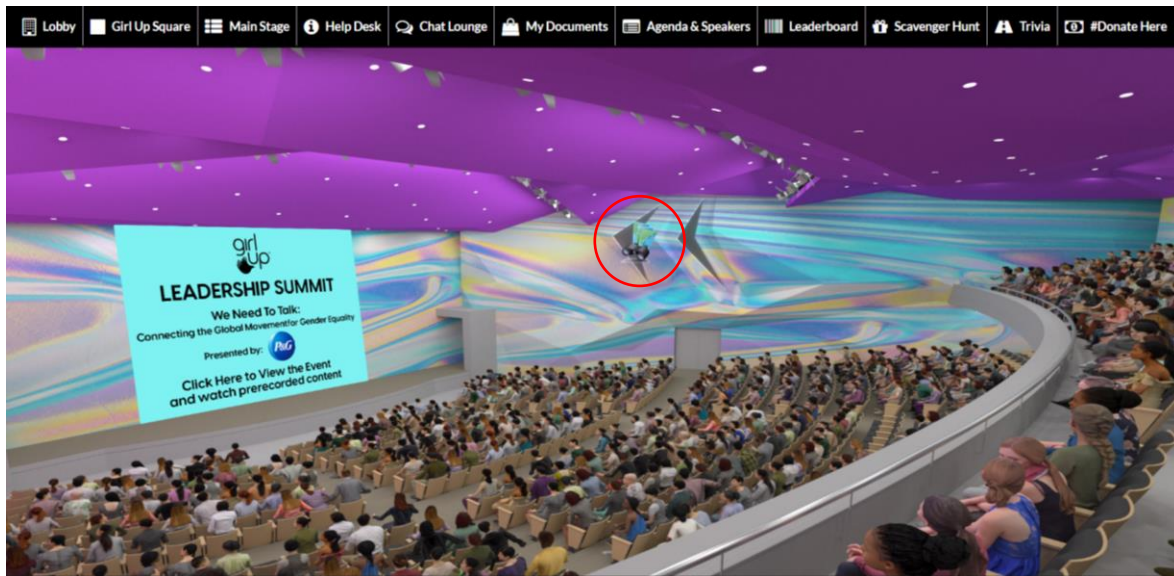 Lobby
Girl Up Square
Main Stage
Help Desk
Chat Lounge
My Documents
Agenda & Speakers
Leaderboard
Scavenger Hunt
Trivia
#Donate Here
girl
up
LEADERSHIP SUMMIT
We Need To Talk:
Connecting the Global Movementfor Gender Equality
Presented by: P&G
Click Here to View the Event
and watch prerecorded content